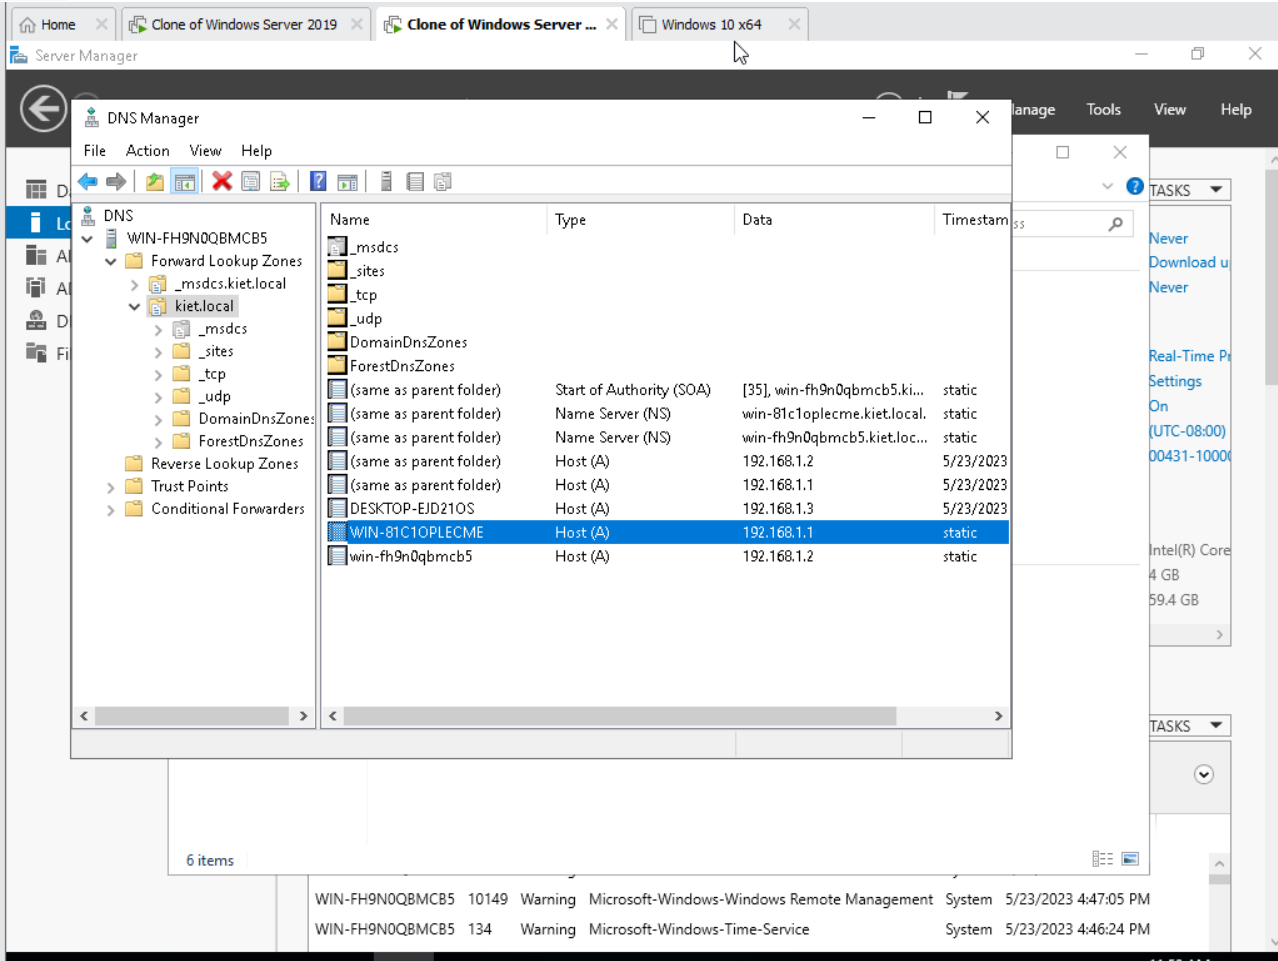 Home
Clone of Windows Server 2019
Clone of Windows Server ...
Windows 10 x64
Server Manager
Manage Tools View Help
DNS Manager
File Action View Help
DNS
WIN-FH9N0QBMCB5
Forward Lookup Zones
_msdcs.kiet.local
kiet.local
_msdcs
_sites
_tcp
_udp
DomainDnsZones
ForestDnsZones
Reverse Lookup Zones
Trust Points
Conditional Forwarders
Name Type Data Timestam
_msdcs
_sites
_tcp
_udp
DomainDnsZones
ForestDnsZones
(same as parent folder) Start of Authority (SOA) [35], win-fh9n0qbmcb5.ki... static
(same as parent folder) Name Server (NS) win-81c1oplecme.kiet.local. static
(same as parent folder) Name Server (NS) win-fh9n0qbmcb5.kiet.loc... static
(same as parent folder) Host (A) 192.168.1.2 5/23/2023
(same as parent folder) Host (A) 192.168.1.1 5/23/2023
DESKTOP-EJD21OS Host (A) 192.168.1.3 5/23/2023
WIN-81C1OPLECME Host (A) 192.168.1.1 static
win-fh9n0qbmcb5 Host (A) 192.168.1.2 static
TASKS
Never
Download u
Never
Real-Time Pr
Settings
On
(UTC-08:00)
00431-1000
Intel(R) Core
4 GB
59.4 GB
TASKS
6 items
WIN-FH9N0QBMCB5 10149 Warning Microsoft-Windows-Windows Remote Management System 5/23/2023 4:47:05 PM
WIN-FH9N0QBMCB5 134 Warning Microsoft-Windows-Time-Service System 5/23/2023 4:46:24 PM